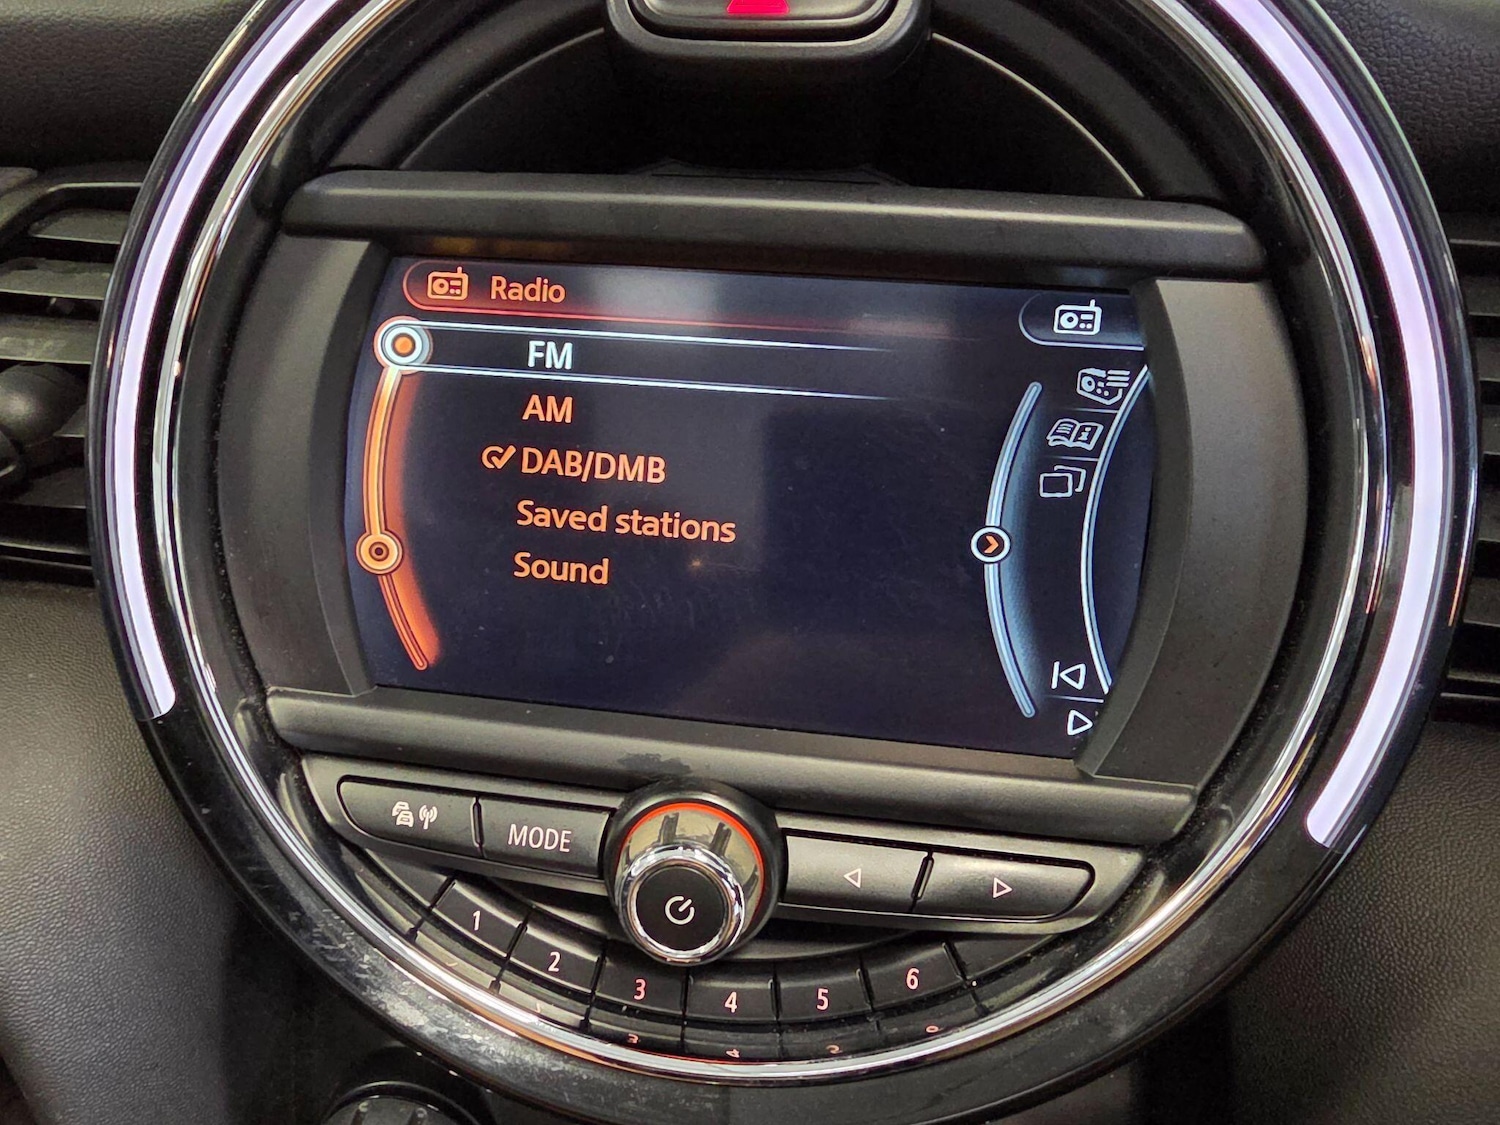 Radio
FM
AM
DAB/DMB
Saved stations
Sound
MODE
1 2 3 4 5 6